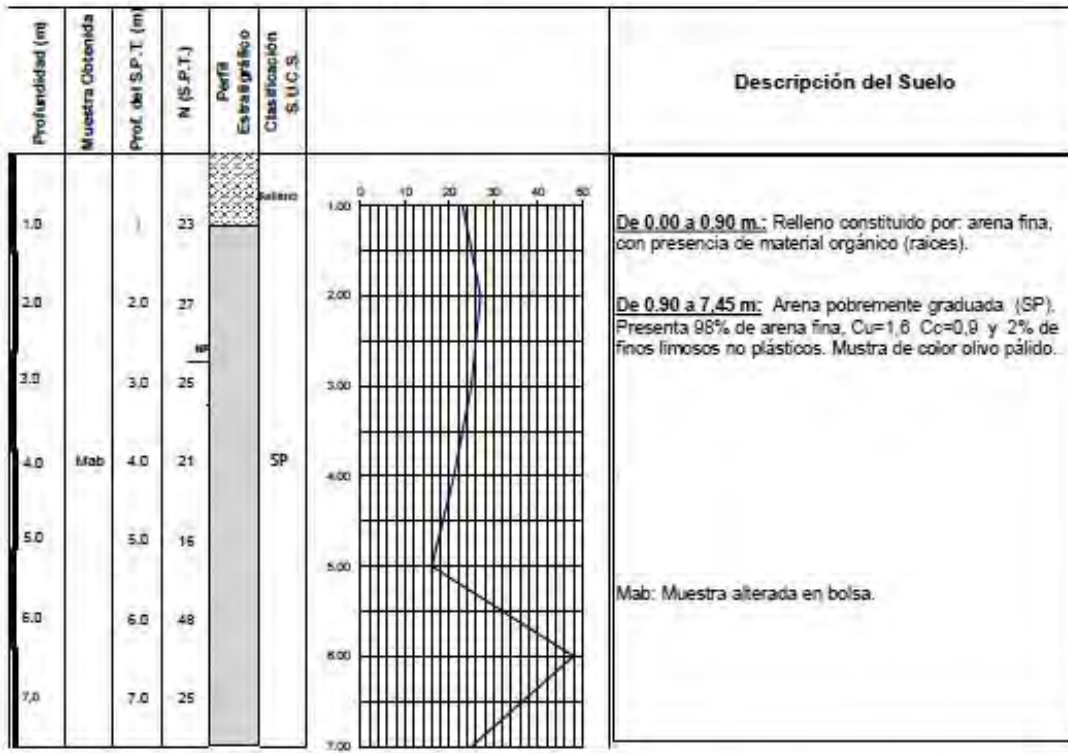 Profundidad (m)
Muestra Obtenida
Prof. del S.P.T. (m)
N (S.P.T.)
Perfil
Estratigráfico
Clasificación
S.U.C.S.
Descripción del Suelo
0 10 20 30 40 50
1.00
2.00
3.00
4.00
5.00
6.00
7.00
1.0 23
2.0 2.0 27
NF
3.0 3.0 25
4.0 Mab 4.0 21 SP
5.0 5.0 16
6.0 6.0 48
7,0 7.0 25
De 0.00 a 0.90 m.: Relleno constituido por: arena fina,
con presencia de material orgánico (raíces).
De 0.90 a 7,45 m: Arena pobremente graduada (SP).
Presenta 98% de arena fina, Cu=1,6 Cc=0,9 y 2% de
finos limosos no plásticos. Mustra de color olivo pálido.
Mab: Muestra alterada en bolsa.